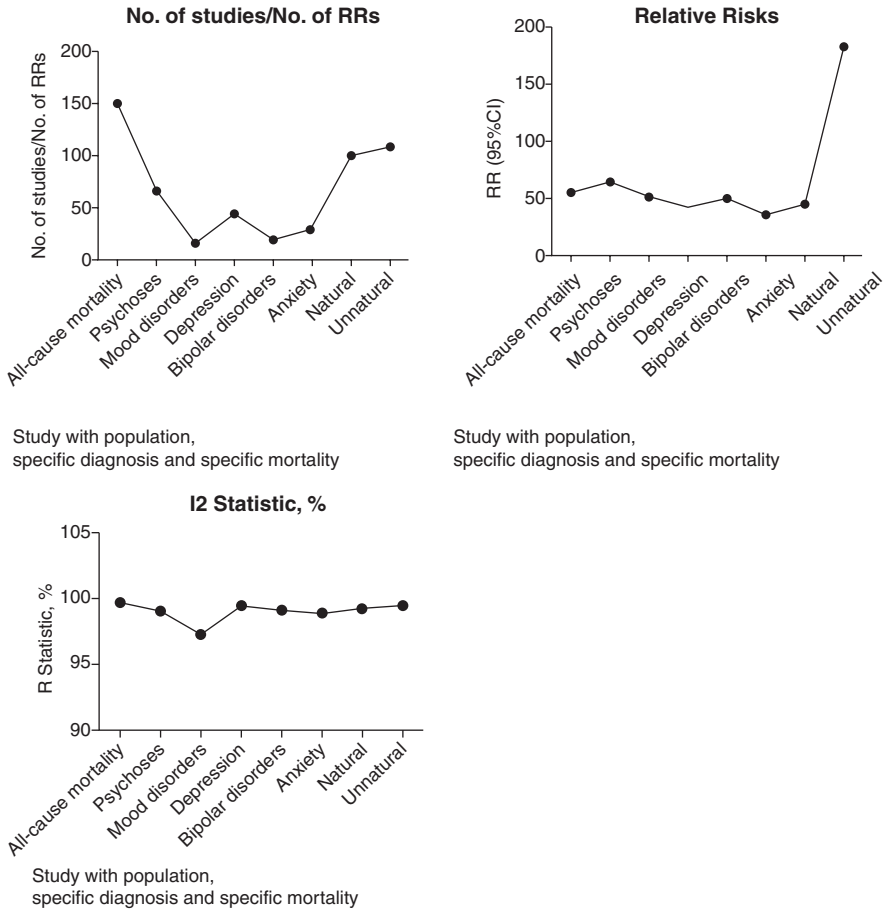 No. of studies/No. of RRs
No. of studies/No. of RRs
200
150
100
50
0
All-cause mortality
Psychoses
Mood disorders
Depression
Bipolar disorders
Anxiety
Natural
Unnatural
Study with population,
specific diagnosis and specific mortality
Relative Risks
RR (95%CI)
200
150
100
50
0
All-cause mortality
Psychoses
Mood disorders
Depression
Bipolar disorders
Anxiety
Natural
Unnatural
Study with population,
specific diagnosis and specific mortality
I2 Statistic, %
R Statistic, %
105
100
95
90
All-cause mortality
Psychoses
Mood disorders
Depression
Bipolar disorders
Anxiety
Natural
Unnatural
Study with population,
specific diagnosis and specific mortality